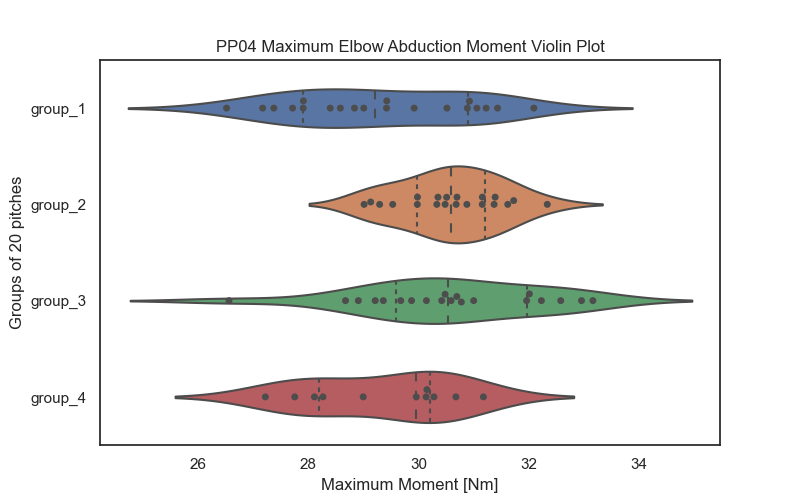 PP04 Maximum Elbow Abduction Moment Violin Plot
Groups of 20 pitches
group_1
group_2
group_3
group_4
26 28 30 32 34
Maximum Moment [Nm]